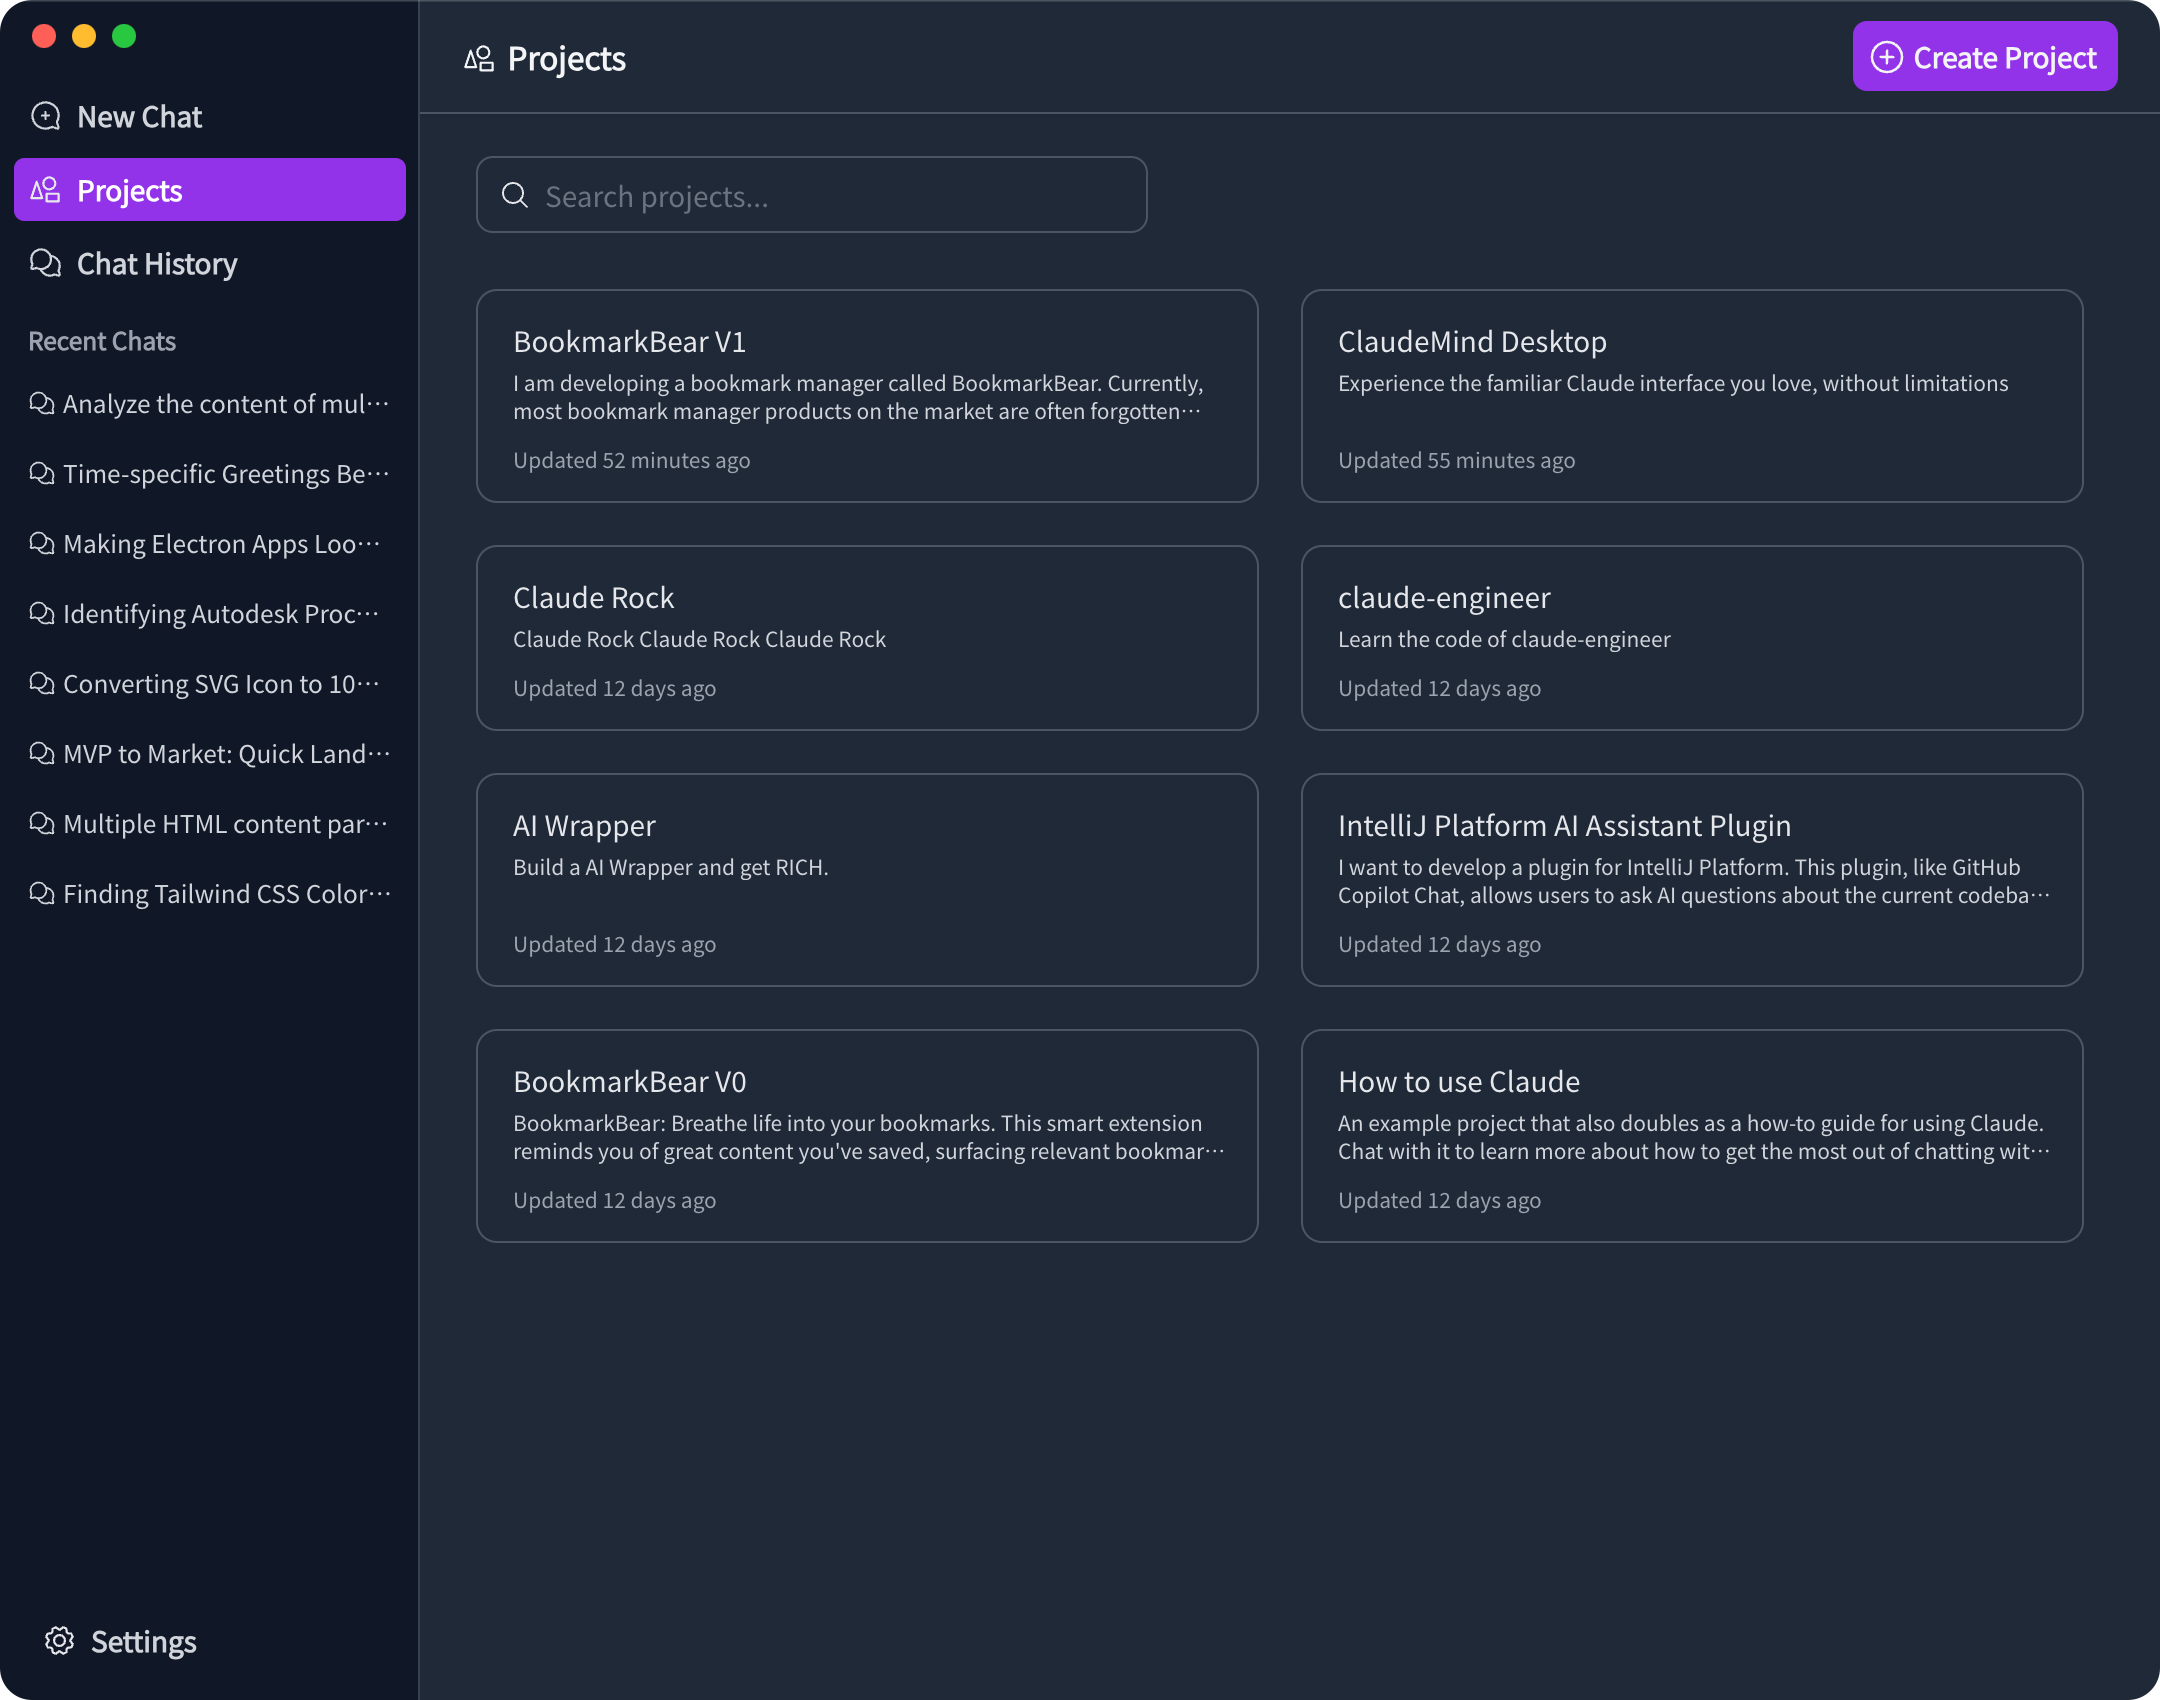 New Chat
Projects
Chat History
Recent Chats
Analyze the content of mul···
Time-specific Greetings Be···
Making Electron Apps Loo···
Identifying Autodesk Proc···
Converting SVG Icon to 10···
MVP to Market: Quick Land···
Multiple HTML content par···
Finding Tailwind CSS Color···
Settings
Projects
Create Project
Search projects...
BookmarkBear V1
I am developing a bookmark manager called BookmarkBear. Currently,
most bookmark manager products on the market are often forgotten···
Updated 52 minutes ago
ClaudeMind Desktop
Experience the familiar Claude interface you love, without limitations
Updated 55 minutes ago
Claude Rock
Claude Rock Claude Rock Claude Rock
Updated 12 days ago
claude-engineer
Learn the code of claude-engineer
Updated 12 days ago
AI Wrapper
Build a AI Wrapper and get RICH.
Updated 12 days ago
IntelliJ Platform AI Assistant Plugin
I want to develop a plugin for IntelliJ Platform. This plugin, like GitHub
Copilot Chat, allows users to ask AI questions about the current codeba···
Updated 12 days ago
BookmarkBear V0
BookmarkBear: Breathe life into your bookmarks. This smart extension
reminds you of great content you've saved, surfacing relevant bookmar···
Updated 12 days ago
How to use Claude
An example project that also doubles as a how-to guide for using Claude.
Chat with it to learn more about how to get the most out of chatting wit···
Updated 12 days ago